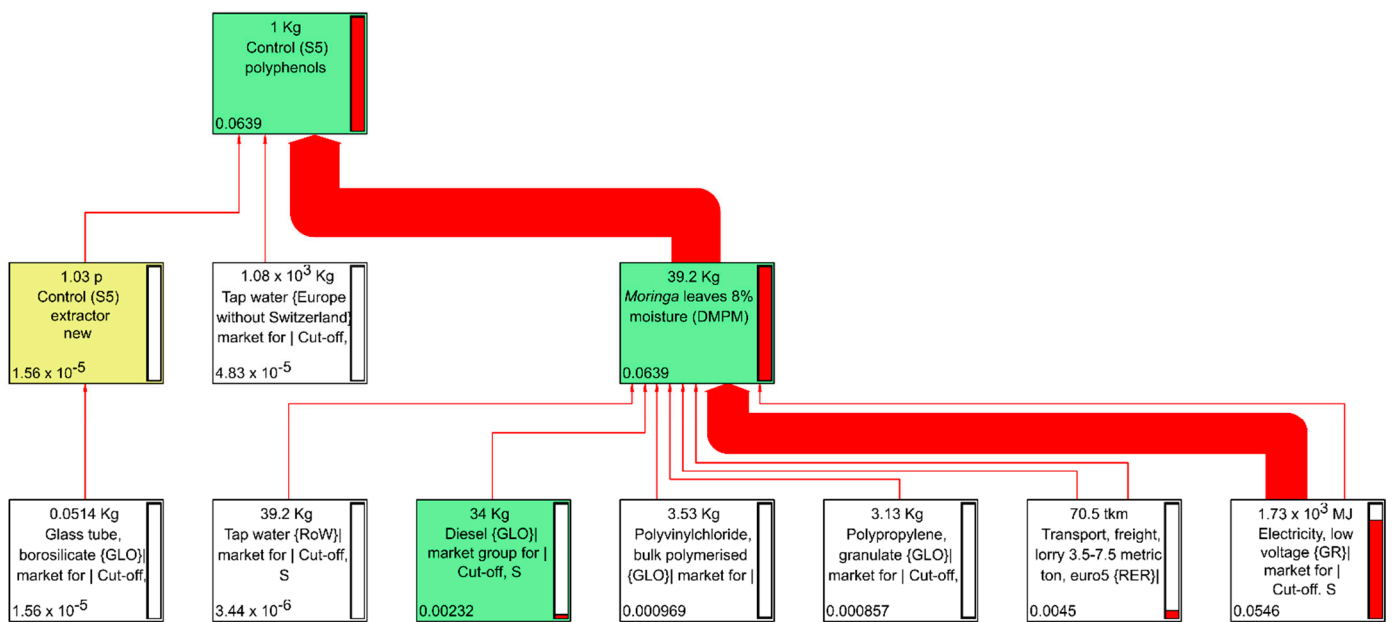 1 Kg
Control (S5)
polyphenols
0.0639
1.03 p
Control (S5)
extractor
new
1.56 x 10-5
1.08 x 103 Kg
Tap water {Europe
without Switzerland}
market for | Cut-off,
4.83 x 10-5
39.2 Kg
Moringa leaves 8%
moisture (DMPM)
0.0639
0.0514 Kg
Glass tube,
borosilicate {GLO}|
market for | Cut-off,
1.56 x 10-5
39.2 Kg
Tap water {RoW}|
market for | Cut-off,
S
3.44 x 10-6
34 Kg
Diesel {GLO}|
market group for |
Cut-off, S
0.00232
3.53 Kg
Polyvinylchloride,
bulk polymerised
{GLO}| market for |
0.000969
3.13 Kg
Polypropylene,
granulate {GLO}|
market for | Cut-off,
0.000857
70.5 tkm
Transport, freight,
lorry 3.5-7.5 metric
ton, euro5 {RER}|
0.0045
1.73 x 103 MJ
Electricity, low
voltage {GR}|
market for |
Cut-off. S
0.0546